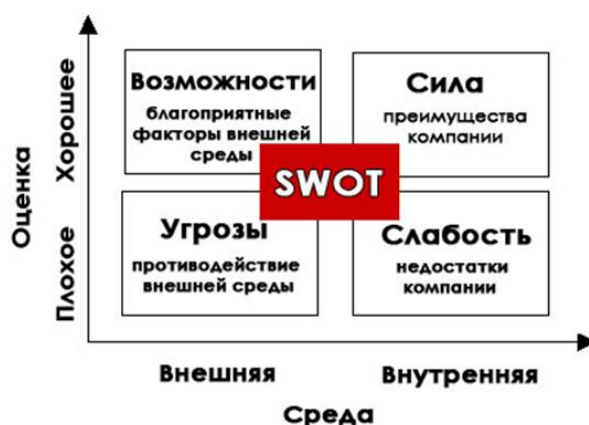 Оценка
Хорошее
Плохое
Возможности
благоприятные
факторы внешней
среды
Сила
преимущества
компании
SWOT
Угрозы
противодействие
внешней среды
Слабость
недостатки
компании
Внешняя
Внутренняя
Среда